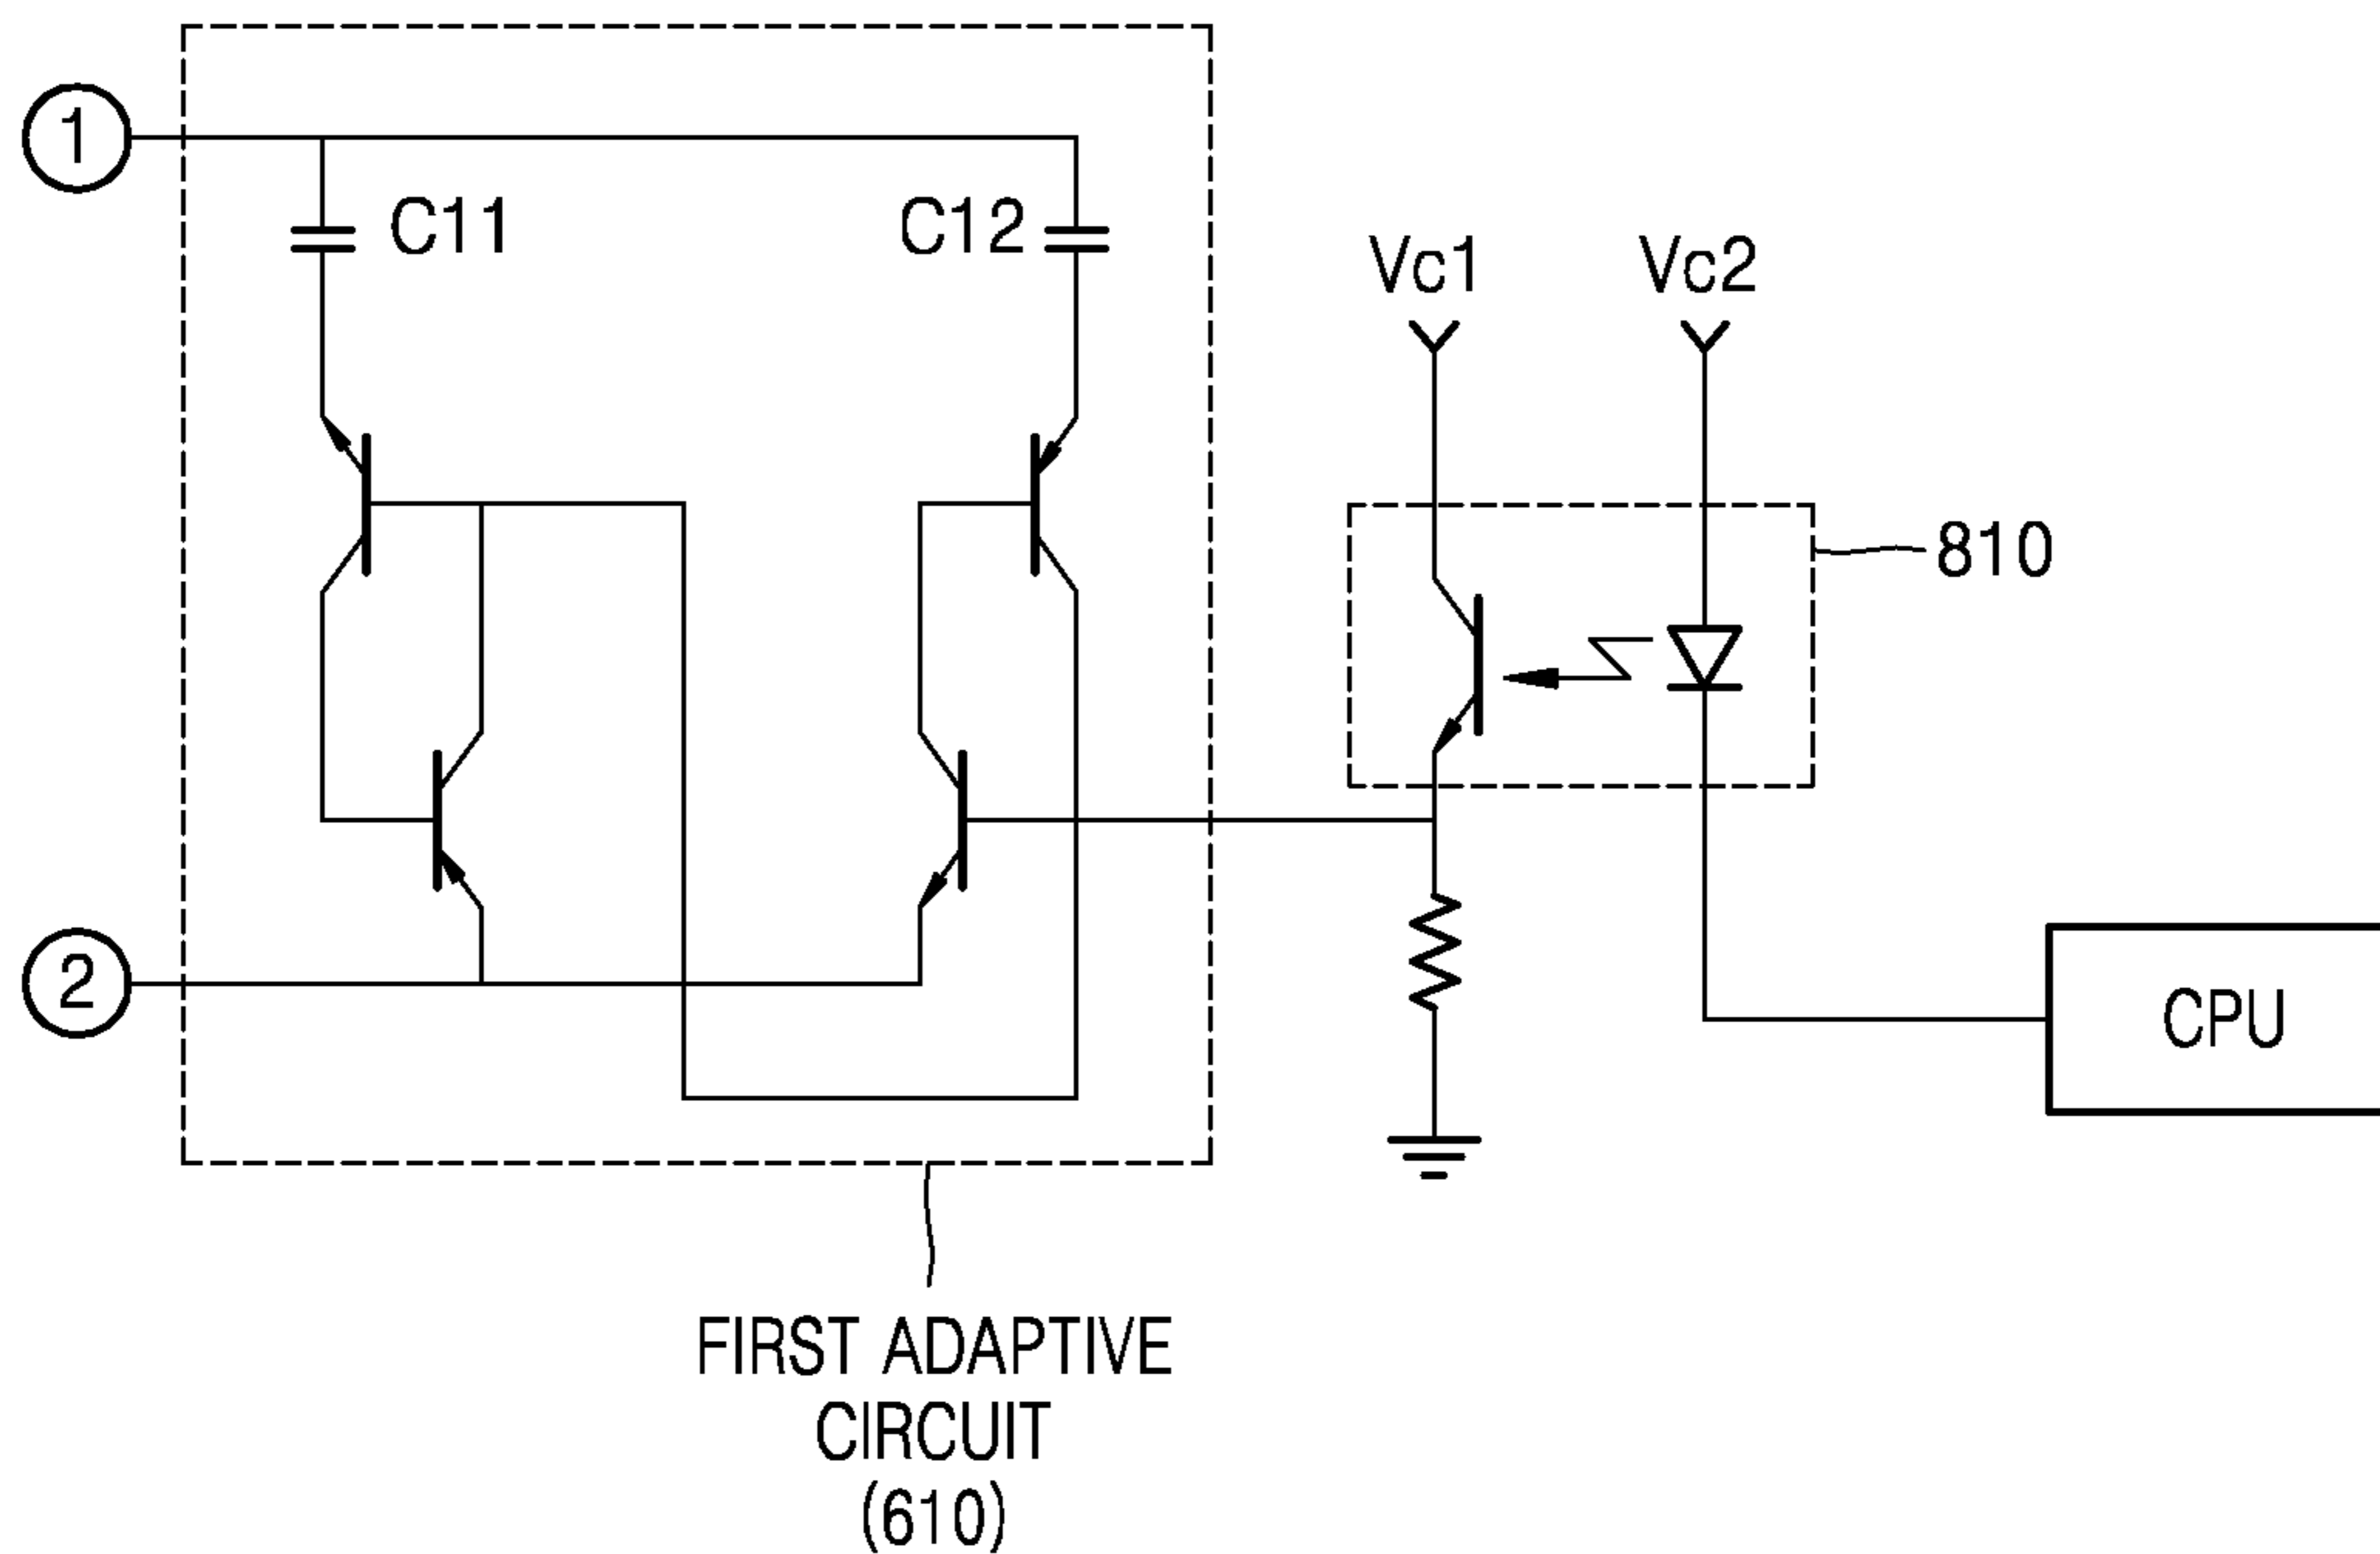 1
C11
C12
Vc1
Vc2
810
2
CPU
FIRST ADAPTIVE
CIRCUIT
(610)